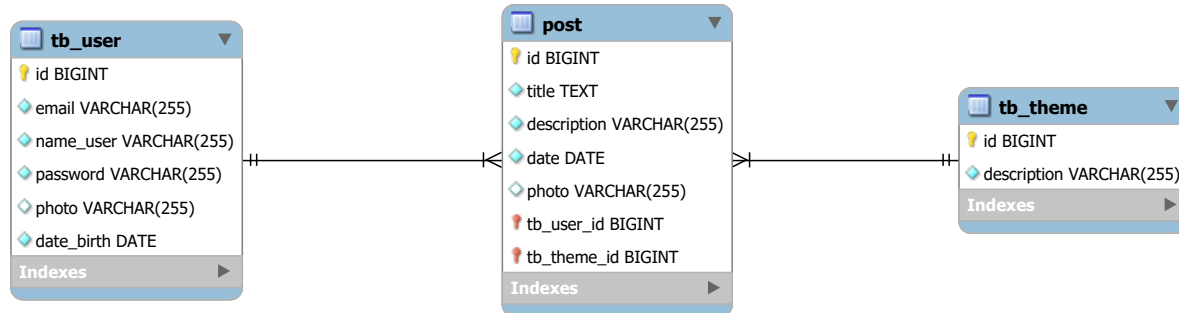 tb_user
id BIGINT
email VARCHAR(255)
name_user VARCHAR(255)
password VARCHAR(255)
photo VARCHAR(255)
date_birth DATE
Indexes
post
id BIGINT
title TEXT
description VARCHAR(255)
date DATE
photo VARCHAR(255)
tb_user_id BIGINT
tb_theme_id BIGINT
Indexes
tb_theme
id BIGINT
description VARCHAR(255)
Indexes